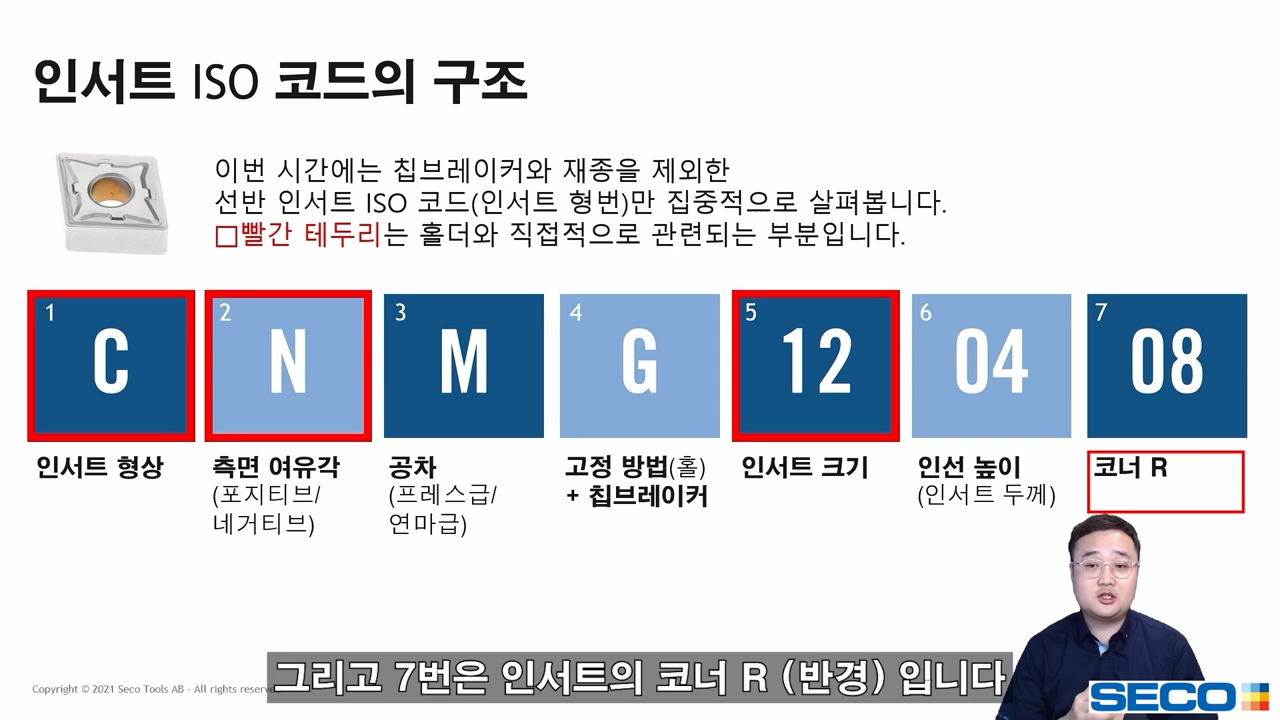 인서트 ISO 코드의 구조
이번 시간에는 칩브레이커와 재종을 제외한
선반 인서트 ISO 코드(인서트 형번)만 집중적으로 살펴봅니다.
□빨간 테두리는 홀더와 직접적으로 관련되는 부분입니다.
1
C
인서트 형상
2
N
측면 여유각
(포지티브/
네거티브)
3
M
공차
(프레스급/
연마급)
4
G
고정 방법(홀)
+ 칩브레이커
5
12
인서트 크기
6
04
인선 높이
(인서트 두께)
7
08
코너 R
그리고 7번은 인서트의 코너 R (반경) 입니다
Copyright © 2021 Seco Tools AB - All rights
SECO